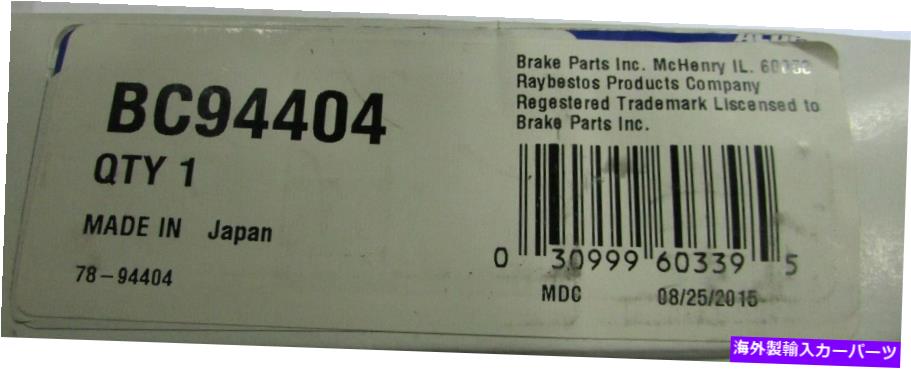 BC94404
QTY 1
MADE IN Japan
78-94404
Brake Parts Inc. McHenry IL.
Raybestos Products Company
Regestered Trademark Liscensed to
Brake Parts Inc.
0 30999 60339 5
MDC 08/25/2015
海外製輸入カーパーツ